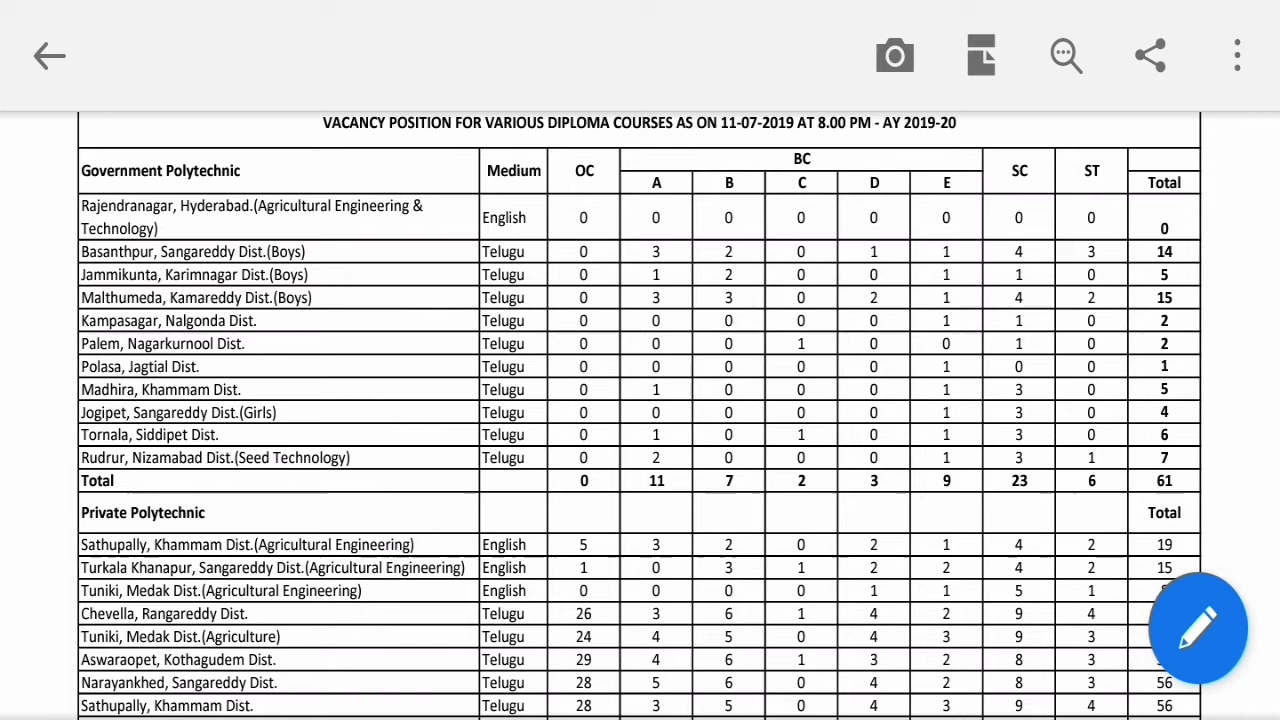 VACANCY POSITION FOR VARIOUS DIPLOMA COURSES AS ON 11-07-2019 AT 8.00 PM - AY 2019-20
Government Polytechnic Medium OC BC SC ST
A B C D E Total
Rajendranagar, Hyderabad.(Agricultural Engineering &
Technology) English 0 0 0 0 0 0 0 0 0
Basanthpur, Sangareddy Dist.(Boys) Telugu 0 3 2 0 1 1 4 3 14
Jammikunta, Karimnagar Dist.(Boys) Telugu 0 1 2 0 0 1 1 0 5
Malthumeda, Kamareddy Dist.(Boys) Telugu 0 3 3 0 2 1 4 2 15
Kampasagar, Nalgonda Dist. Telugu 0 0 0 0 0 1 1 0 2
Palem, Nagarkurnool Dist. Telugu 0 0 0 1 0 0 1 0 2
Polasa, Jagtial Dist. Telugu 0 0 0 0 0 1 0 0 1
Madhira, Khammam Dist. Telugu 0 1 0 0 0 1 3 0 5
Jogipet, Sangareddy Dist.(Girls) Telugu 0 0 0 0 0 1 3 0 4
Tornala, Siddipet Dist. Telugu 0 1 0 1 0 1 3 0 6
Rudrur, Nizamabad Dist.(Seed Technology) Telugu 0 2 0 0 0 1 3 1 7
Total 0 11 7 2 3 9 23 6 61
Private Polytechnic Total
Sathupally, Khammam Dist.(Agricultural Engineering) English 5 3 2 0 2 1 4 2 19
Turkala Khanapur, Sangareddy Dist.(Agricultural Engineering) English 1 0 3 1 2 2 4 2 15
Tuniki, Medak Dist.(Agricultural Engineering) English 0 0 0 0 1 1 5 1
Chevella, Rangareddy Dist. Telugu 26 3 6 1 4 2 9 4
Tuniki, Medak Dist.(Agriculture) Telugu 24 4 5 0 4 3 9 3
Aswaraopet, Kothagudem Dist. Telugu 29 4 6 1 3 2 8 3
Narayankhed, Sangareddy Dist. Telugu 28 5 6 0 4 2 8 3 56
Sathupally, Khammam Dist. Telugu 28 3 5 0 4 3 9 4 56